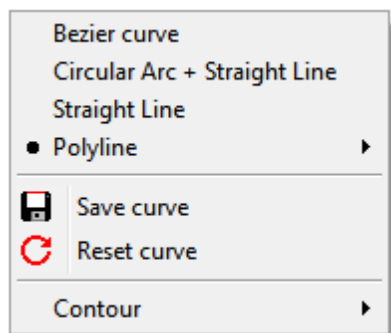 Bezier curve
Circular Arc + Straight Line
Straight Line
Polyline
Save curve
Reset curve
Contour